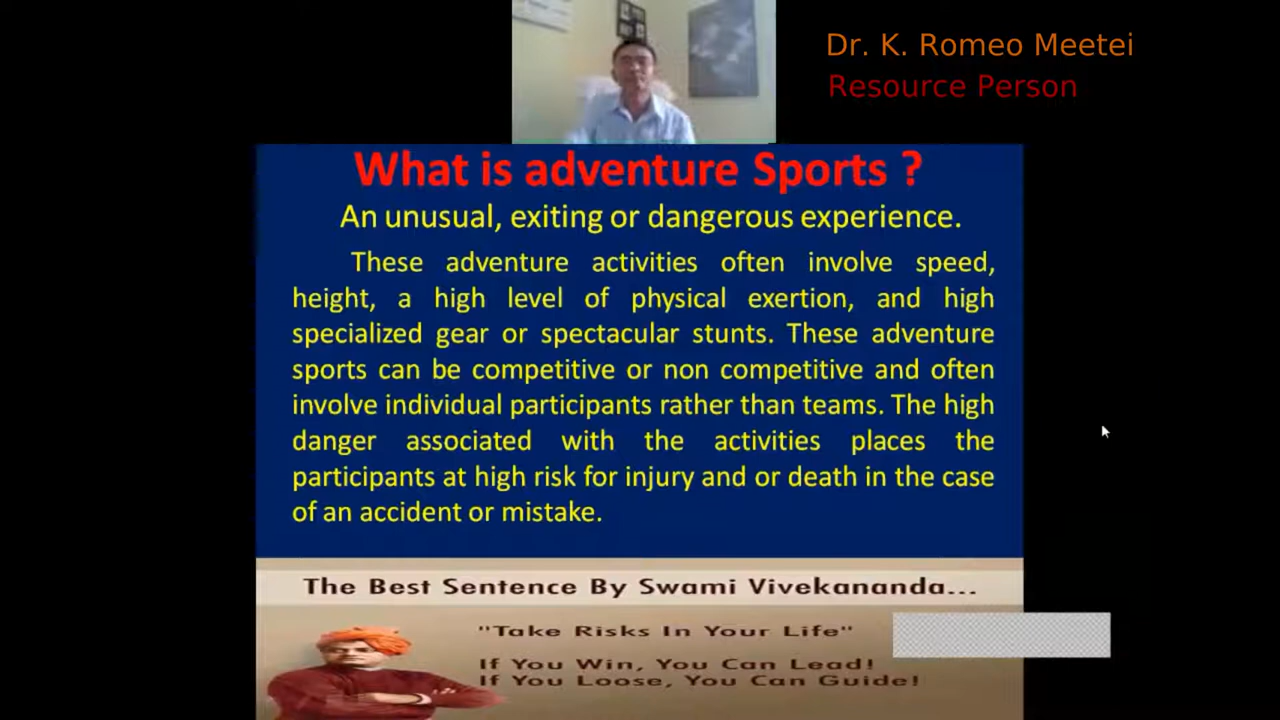 Dr. K. Romeo Meetei
Resource Person
What is adventure Sports ?
An unusual, exiting or dangerous experience.
These adventure activities often involve speed,
height, a high level of physical exertion, and high
specialized gear or spectacular stunts. These adventure
sports can be competitive or non competitive and often
involve individual participants rather than teams. The high
danger associated with the activities places the
participants at high risk for injury and or death in the case
of an accident or mistake.
The Best Sentence By Swami Vivekananda...
"Take Risks In Your Life"
If You Win, You Can Lead!
If You Loose, You Can Guide!